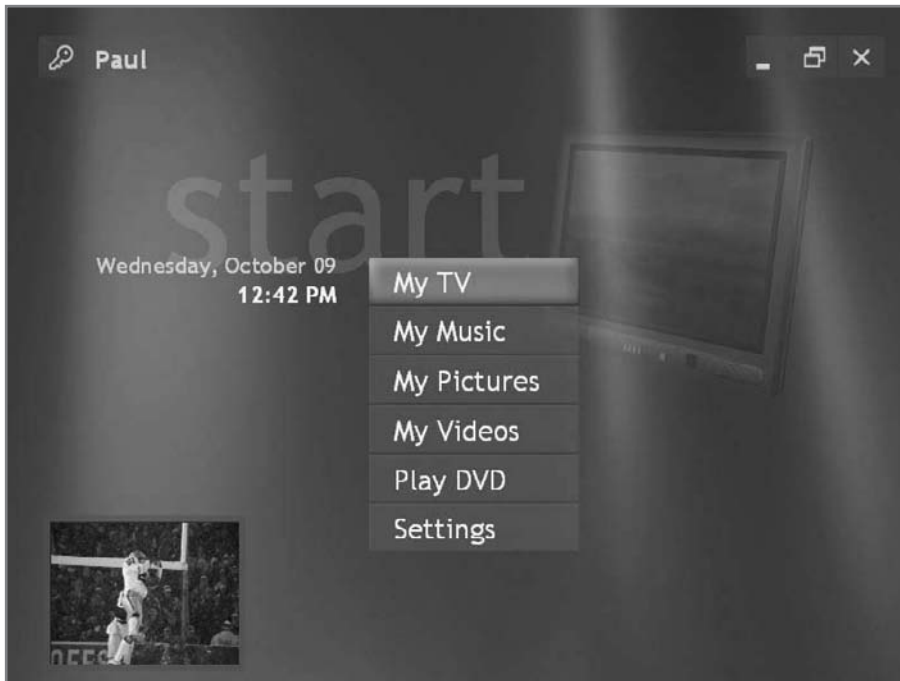 Paul
start
Wednesday, October 09
12:42 PM
My TV
My Music
My Pictures
My Videos
Play DVD
Settings